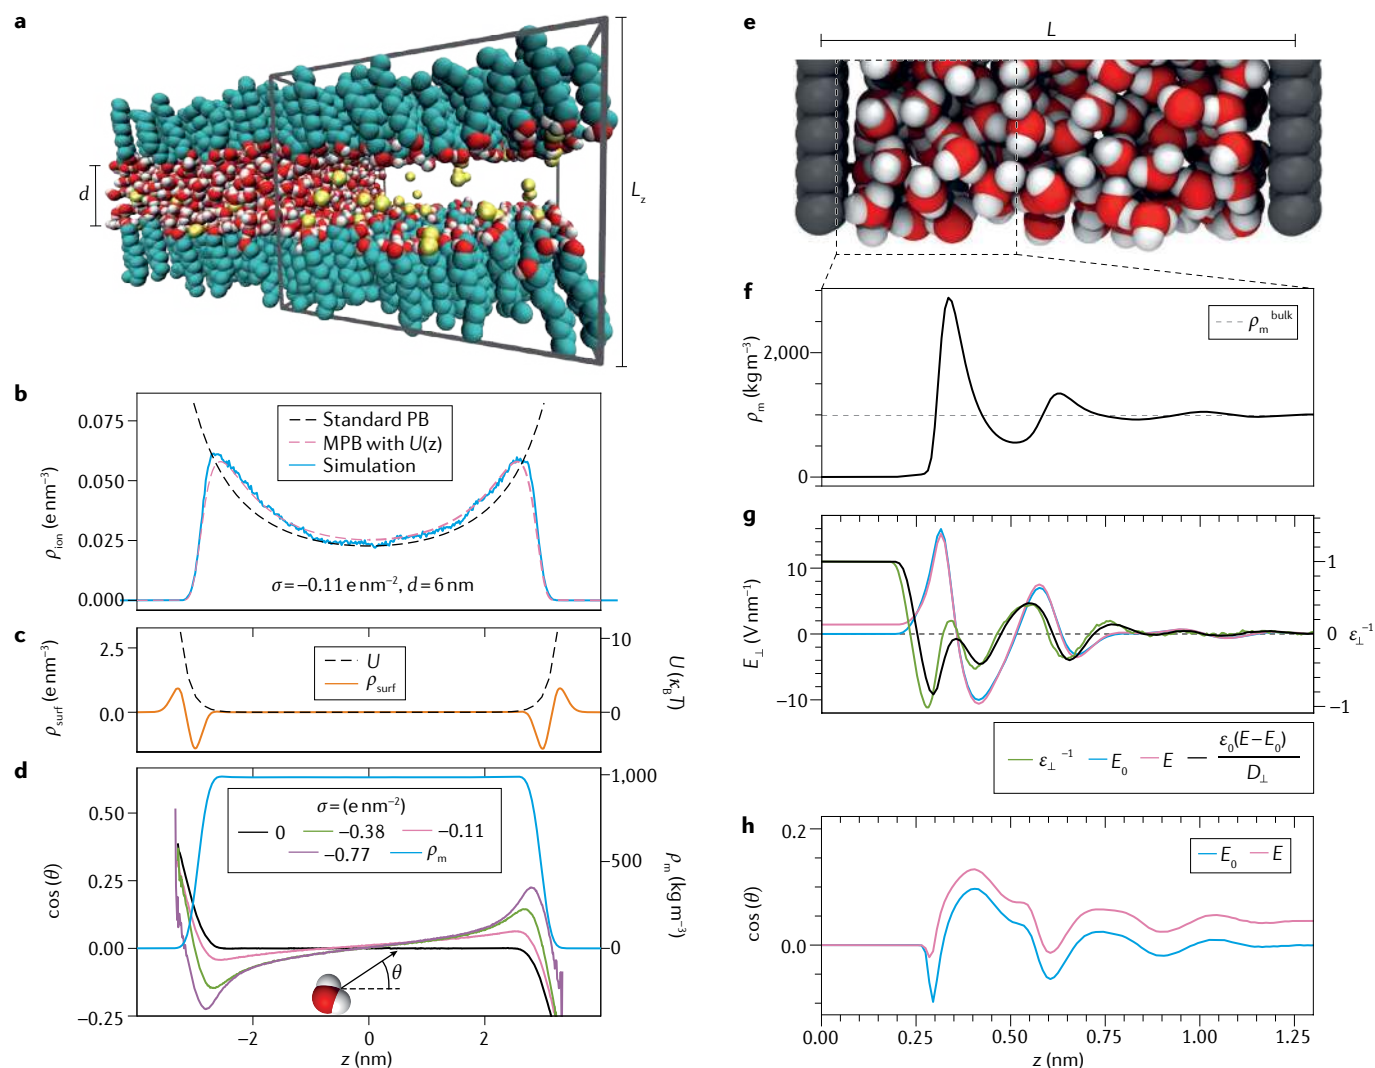 a
d
L_z
b
0.075
0.050
0.025
0.000
ρ_ion (e nm⁻³)
Standard PB
MPB with U(z)
Simulation
σ = −0.11 e nm⁻², d = 6 nm
c
2.5
0.0
ρ_surf (e nm⁻³)
U
ρ_surf
10
0
U (κ_B T)
d
0.50
0.25
0.00
−0.25
cos (θ)
σ = (e nm⁻²)
0 −0.38 −0.11
−0.77 ρ_m
1,000
500
0
ρ_m (kg m⁻³)
θ
−2 0 2
z (nm)
e
L
f
2,000
0
ρ_m (kg m⁻³)
ρ_m^bulk
g
10
0
−10
E_⊥ (V nm⁻¹)
1
0
−1
ε_⊥⁻¹
ε_⊥⁻¹ E₀ E ε₀(E − E₀)
D_⊥
h
0.2
0.0
cos (θ)
E₀ E
0.00 0.25 0.50 0.75 1.00 1.25
z (nm)